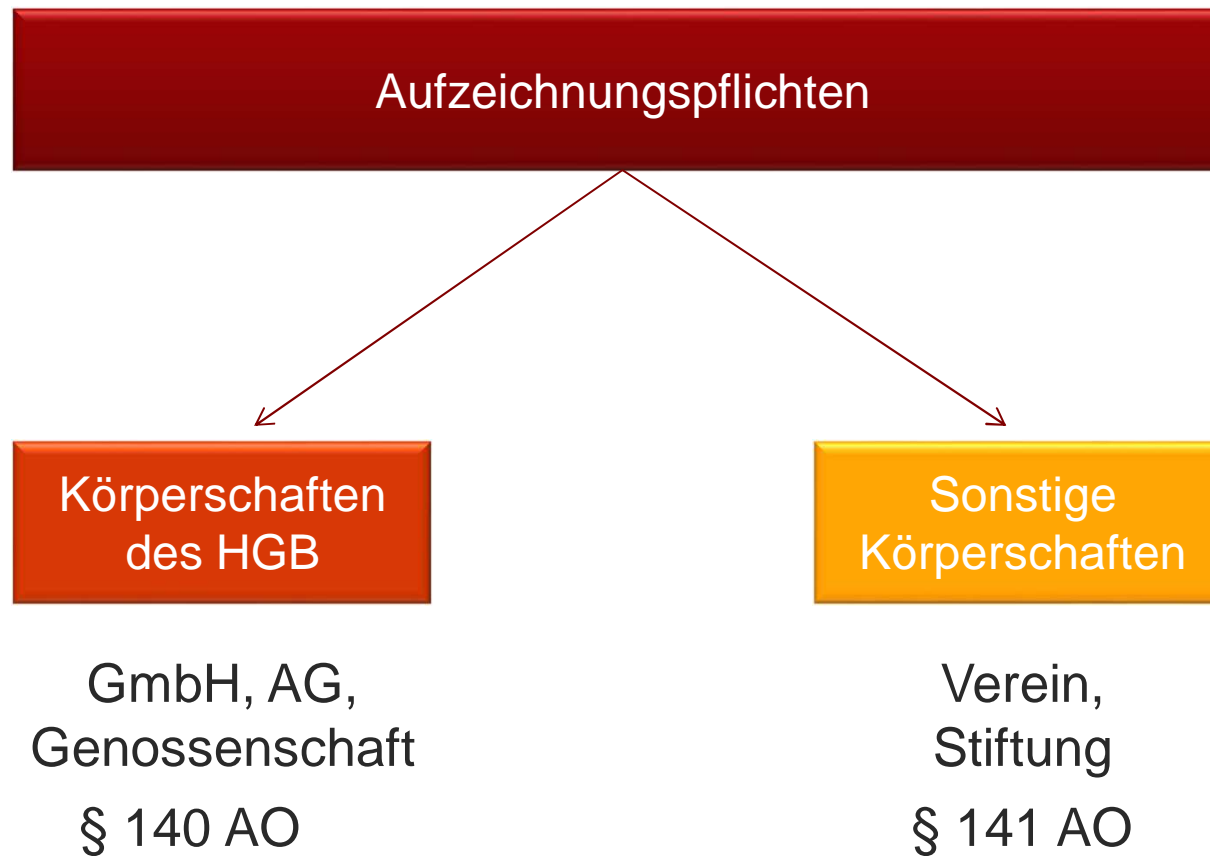 Aufzeichnungspflichten
Körperschaften
des HGB
GmbH, AG,
Genossenschaft
§ 140 AO
Sonstige
Körperschaften
Verein,
Stiftung
§ 141 AO